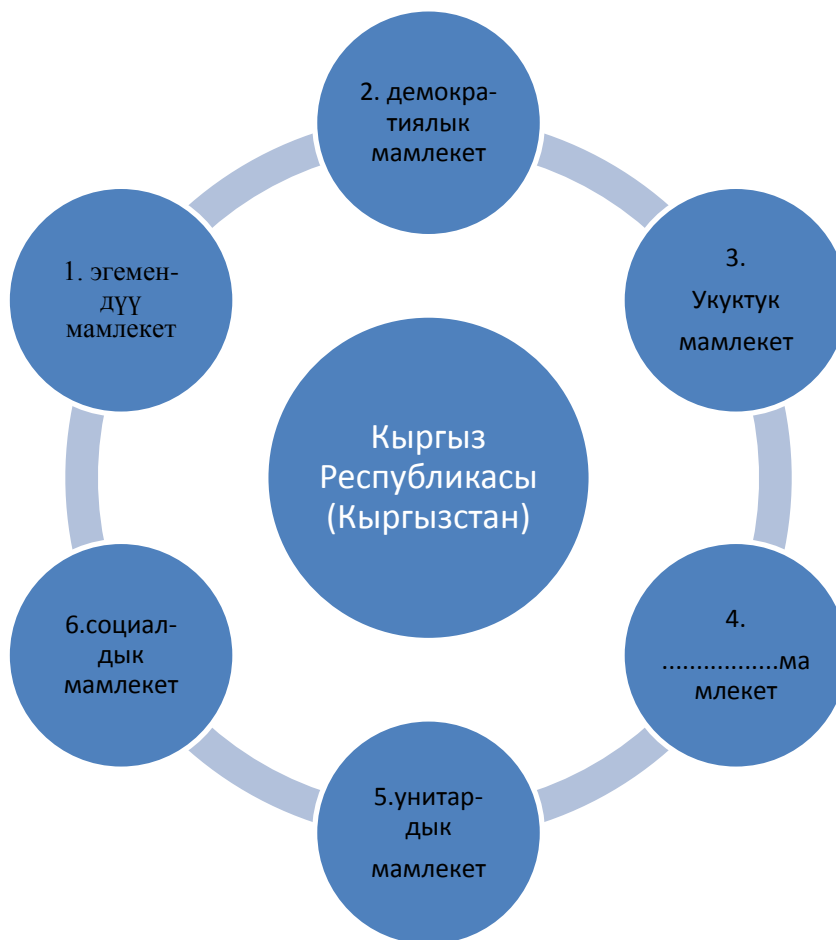 2. демокра-
тиялык
мамлекет
1. эгемен-
дүү
мамлекет
3.
Укуктук
мамлекет
Кыргыз
Республикасы
(Кыргызстан)
6.социал-
дык
мамлекет
4.
.................ма
млекет
5.унитар-
дык
мамлекет